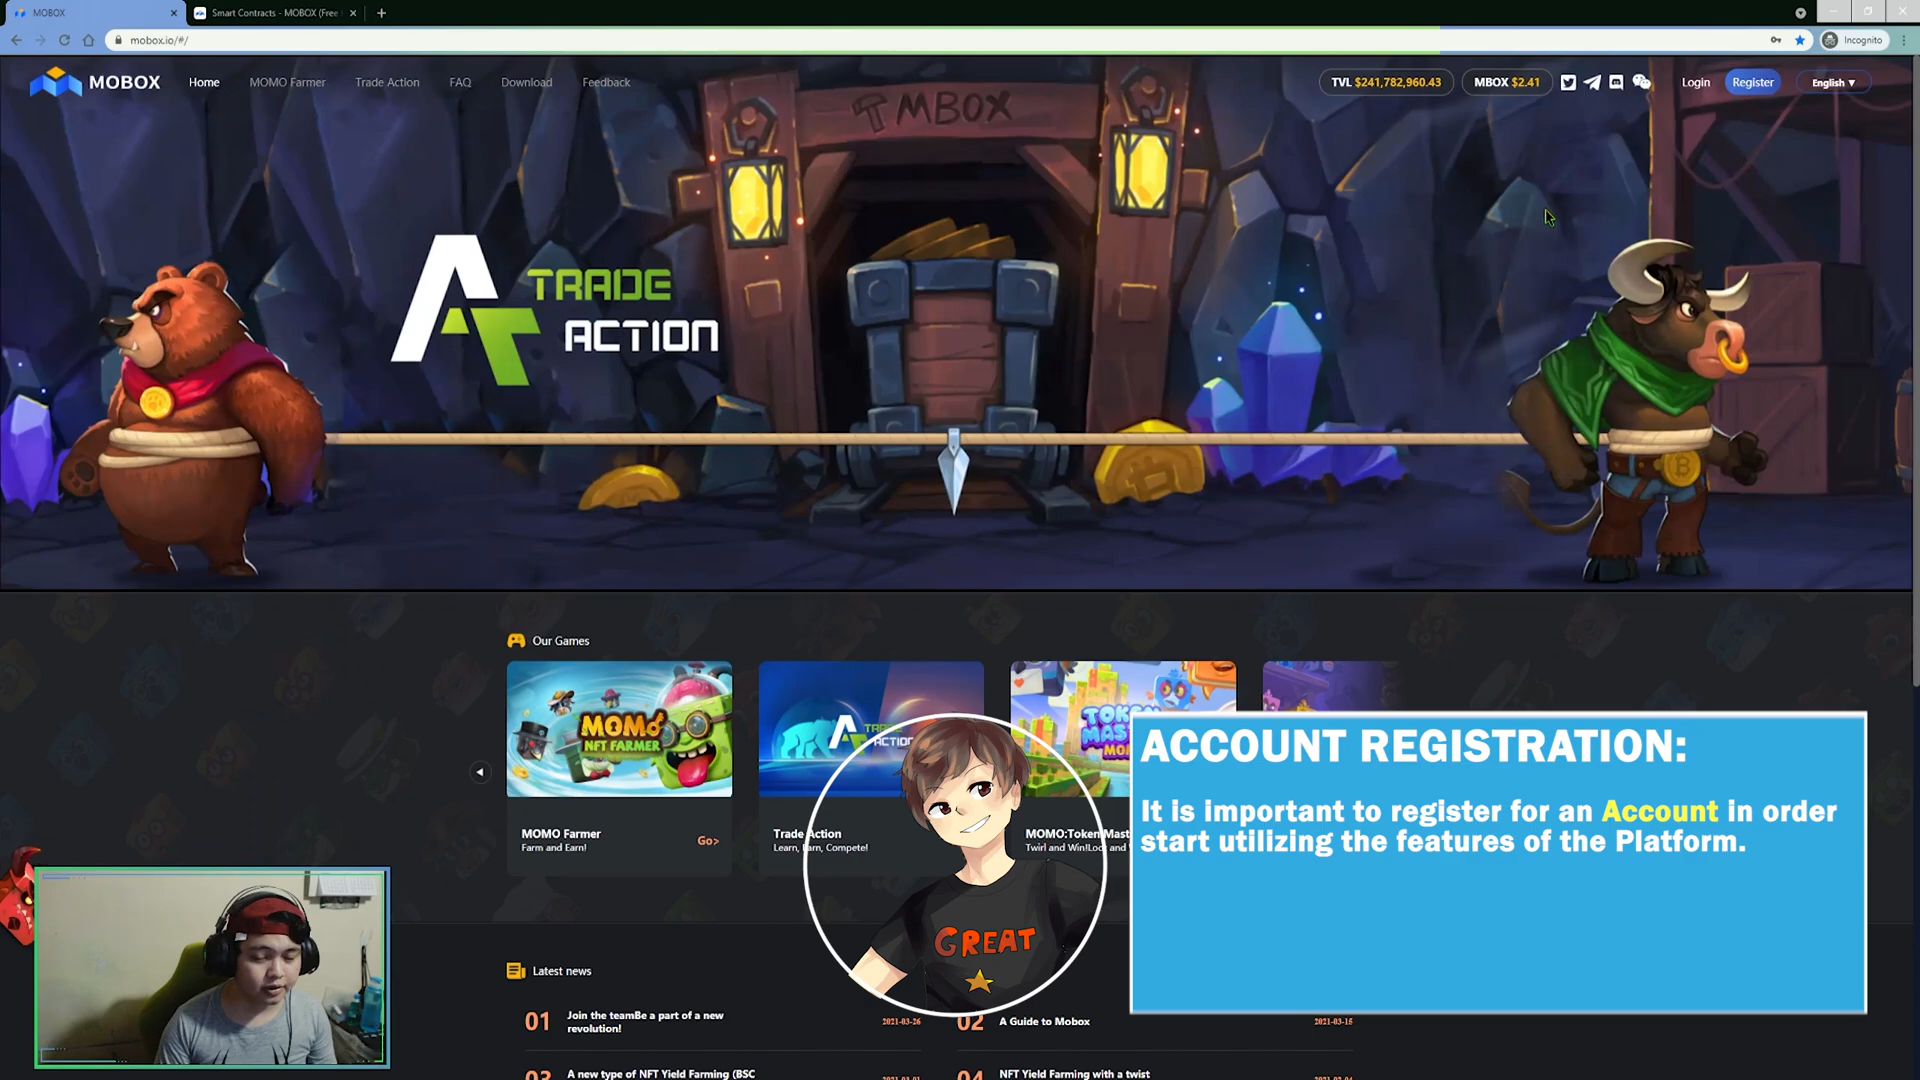 MOBOX
Smart Contracts - MOBOX (Free
mobox.io/#/
Incognito
MOBOX
Home
MOMO Farmer
Trade Action
FAQ
Download
Feedback
TVL $241,782,960.43
MBOX $2.41
Login
Register
English ▼
MBOX
AT
TRADE
ACTION
Our Games
MOMO
NFT FARMER
MOMO Farmer
Farm and Earn!
Go>
Trade Action
Learn, Earn, Compete!
MOMO:Token Mast
ACCOUNT REGISTRATION:
It is important to register for an Account in order
start utilizing the features of the Platform.
GREAT
Latest news
01
Join the teamBe a part of a new
revolution!
2021-03-26
02
A Guide to Mobox
2021-03-15
03
A new type of NFT Yield Farming (BSC
04
NFT Yield Farming with a twist